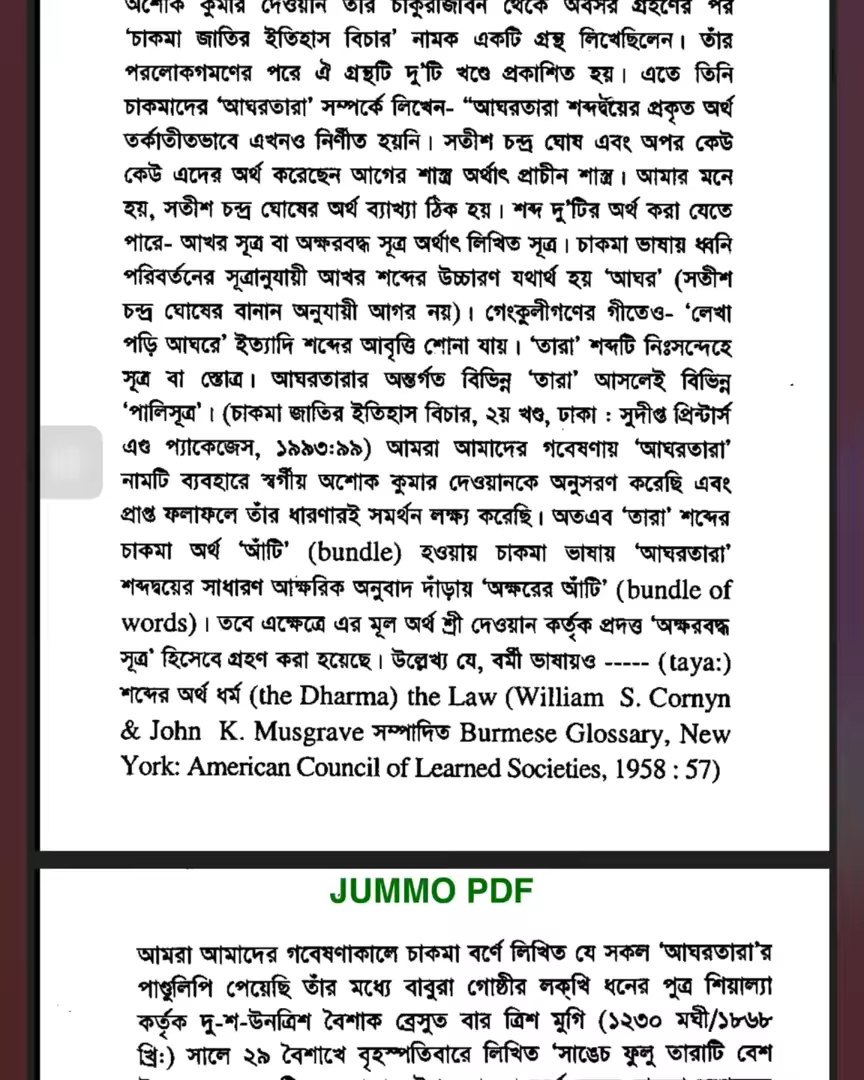 অশোক কুমার দেওয়ান তাঁর চাকুরীজীবন থেকে অবসর গ্রহণের পর
‘চাকমা জাতির ইতিহাস বিচার’ নামক একটি গ্রন্থ লিখেছিলেন। তাঁর
পরলোকগমণের পরে ঐ গ্রন্থটি দু’টি খণ্ডে প্রকাশিত হয়। এতে তিনি
চাকমাদের ‘আঘরতারা’ সম্পর্কে লিখেন- “আঘরতারা শব্দদ্বয়ের প্রকৃত অর্থ
তর্কাতীতভাবে এখনও নির্ণীত হয়নি। সতীশ চন্দ্র ঘোষ এবং অপর কেউ
কেউ এদের অর্থ করেছেন আগের শাস্ত্র অর্থাৎ প্রাচীন শাস্ত্র। আমার মনে
হয়, সতীশ চন্দ্র ঘোষের অর্থ ব্যাখ্যা ঠিক হয়। শব্দ দু’টির অর্থ করা যেতে
পারে- আখর সূত্র বা অক্ষরবদ্ধ সূত্র অর্থাৎ লিখিত সূত্র। চাকমা ভাষায় ধ্বনি
পরিবর্তনের সূত্রানুযায়ী আখর শব্দের উচ্চারণ যথার্থ হয় ‘আঘর’ (সতীশ
চন্দ্র ঘোষের বানান অনুযায়ী আগর নয়)। গেংকুলীগণের গীতেও- ‘লেখা
পড়ি আঘরে’ ইত্যাদি শব্দের আবৃত্তি শোনা যায়। ‘তারা’ শব্দটি নিঃসন্দেহে
সূত্র বা স্তোত্র। আঘরতারার অন্তর্গত বিভিন্ন ‘তারা’ আসলেই বিভিন্ন
‘পালিসূত্র’। (চাকমা জাতির ইতিহাস বিচার, ২য় খণ্ড, ঢাকা : সুদীপ্ত প্রিন্টার্স
এণ্ড প্যাকেজেস, ১৯৯৩:৯৯) আমরা আমাদের গবেষণায় ‘আঘরতারা’
নামটি ব্যবহারে স্বর্গীয় অশোক কুমার দেওয়ানকে অনুসরণ করেছি এবং
প্রাপ্ত ফলাফলে তাঁর ধারণারই সমর্থন লক্ষ্য করেছি। অতএব ‘তারা’ শব্দের
চাকমা অর্থ ‘আঁটি’ (bundle) হওয়ায় চাকমা ভাষায় ‘আঘরতারা’
শব্দদ্বয়ের সাধারণ আক্ষরিক অনুবাদ দাঁড়ায় ‘অক্ষরের আঁটি’ (bundle of
words)। তবে এক্ষেত্রে এর মূল অর্থ শ্রী দেওয়ান কর্তৃক প্রদত্ত ‘অক্ষরবদ্ধ
সূত্র’ হিসেবে গ্রহণ করা হয়েছে। উল্লেখ্য যে, বর্মী ভাষায়ও ----- (taya:)
শব্দের অর্থ ধর্ম (the Dharma) the Law (William S. Cornyn
& John K. Musgrave সম্পাদিত Burmese Glossary, New
York: American Council of Learned Societies, 1958 : 57)
JUMMO PDF
আমরা আমাদের গবেষণাকালে চাকমা বর্ণে লিখিত যে সকল ‘আঘরতারা’র
পাণ্ডুলিপি পেয়েছি তাঁর মধ্যে বাবুরা গোষ্ঠীর লক্‌খি ধনের পুত্র শিয়াল্যা
কর্তৃক দু-শ-উনত্রিশ বৈশাক ব্রেসুত বার ত্রিশ মুগি (১২৩০ মঘী/১৮৬৮
খ্রি:) সালে ২৯ বৈশাখে বৃহস্পতিবারে লিখিত ‘সাঙেচ ফুলু তারাটি বেশ